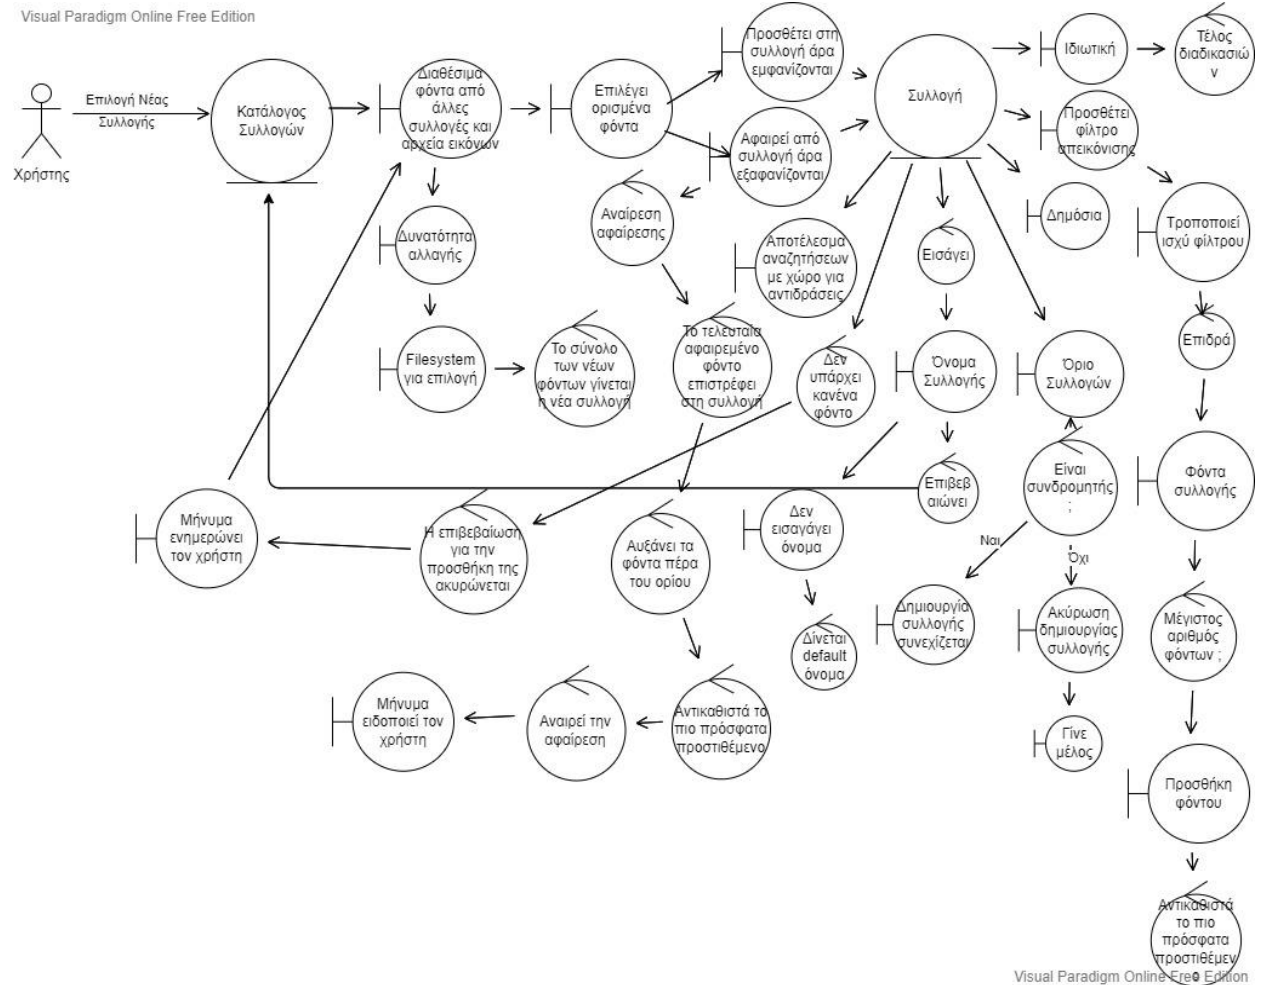 Visual Paradigm Online Free Edition
Χρήστης
Επιλογή Νέας
Συλλογής
Κατάλογος
Συλλογών
Διαθέσιμα
φόντα από
άλλες
συλλογές και
αρχεία εικόνων
Επιλέγει
ορισμένα
φόντα
Προσθέτει στη
συλλογή άρα
εμφανίζονται
Αφαιρεί από
συλλογή άρα
εξαφανίζονται
Συλλογή
Ιδιωτική
Τέλος
διαδικασιώ
ν
Προσθέτει
φίλτρο
απεικόνισης
Δημόσια
Τροποποιεί
ισχύ φίλτρου
Δυνατότητα
αλλαγής
Αναίρεση
αφαίρεσης
Αποτέλεσμα
αναζητήσεων
με χώρο για
αντιδράσεις
Εισάγει
Επιδρά
Filesystem
για επιλογή
Το σύνολο
των νέων
φόντων γίνεται
η νέα συλλογή
Το τελευταία
αφαιρεμένο
φόντο
επιστρέφει
στη συλλογή
Δεν
υπάρχει
κανένα
φόντο
Όνομα
Συλλογής
Όριο
Συλλογών
Μήνυμα
ενημερώνει
τον χρήστη
Η επιβεβαίωση
για την
προσθήκη της
ακυρώνεται
Αυξάνει τα
φόντα πέρα
του ορίου
Δεν
εισαγάγει
όνομα
Επιβεβ
αιώνει
Είναι
συνδρομητής
;
Φόντα
συλλογής
Ναι
Όχι
Δίνεται
default
όνομα
Δημιουργία
συλλογής
συνεχίζεται
Ακύρωση
δημιουργίας
συλλογής
Μέγιστος
αριθμός
φόντων ;
Μήνυμα
ειδοποιεί τον
χρήστη
Αναιρεί την
αφαίρεση
Αντικαθιστά το
πιο πρόσφατα
προστιθέμενο
Γίνε
μέλος
Προσθήκη
φόντου
Αντικαθιστά
το πιο
πρόσφατα
προστιθέμεν
ο
Visual Paradigm Online Free Edition